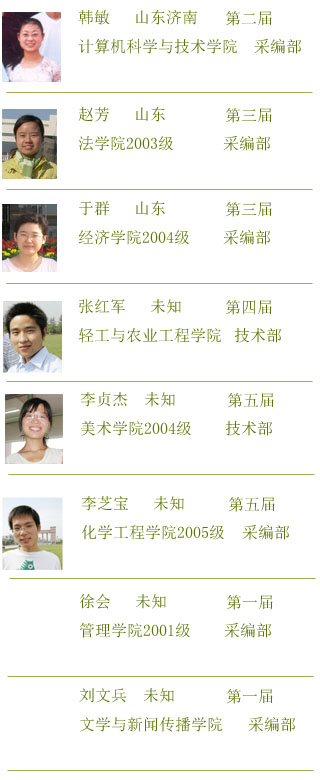 韩敏 山东济南 第二届
计算机科学与技术学院 采编部
赵芳 山东 第三届
法学院2003级 采编部
于群 山东 第三届
经济学院2004级 采编部
张红军 未知 第四届
轻工与农业工程学院 技术部
李贞杰 未知 第五届
美术学院2004级 技术部
李芝宝 未知 第五届
化学工程学院2005级 采编部
徐会 未知 第一届
管理学院2001级 采编部
刘文兵 未知 第一届
文学与新闻传播学院 采编部